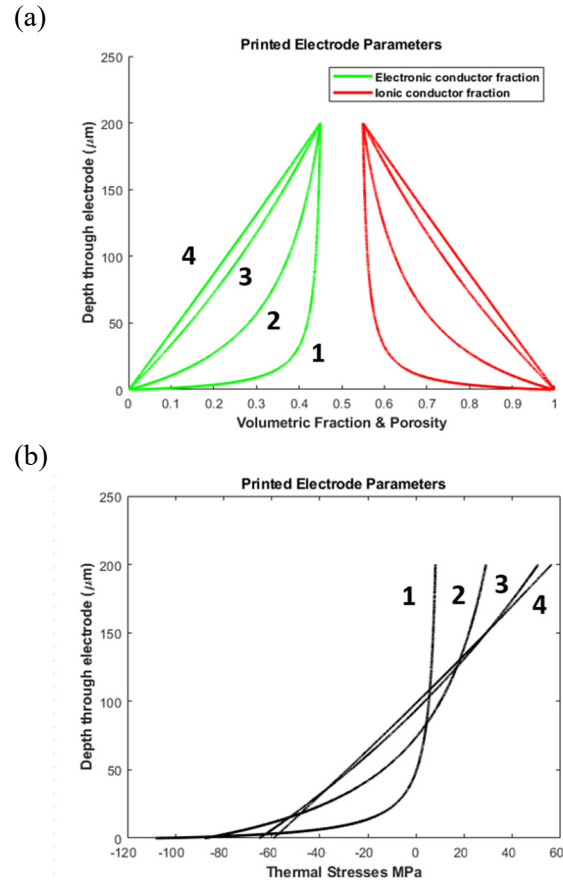 (a)
Printed Electrode Parameters
250
200
150
100
50
0
Depth through electrode (μm)
Electronic conductor fraction
Ionic conductor fraction
4
3
2
1
0 0.1 0.2 0.3 0.4 0.5 0.6 0.7 0.8 0.9 1
Volumetric Fraction & Porosity
(b)
Printed Electrode Parameters
250
200
150
100
50
0
Depth through electrode (μm)
1 2 3 4
-120 -100 -80 -60 -40 -20 0 20 40 60
Thermal Stresses MPa